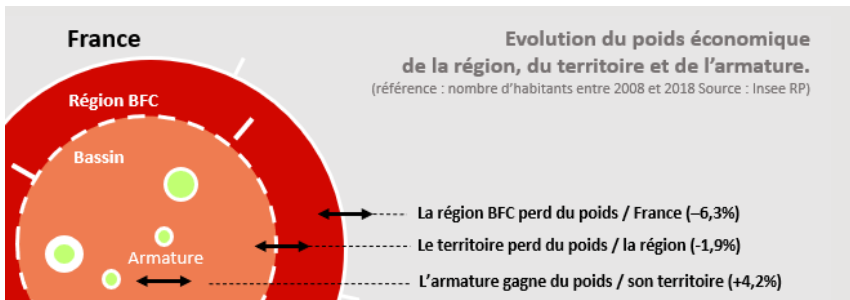 France
Evolution du poids économique
de la région, du territoire et de l'armature.
(référence : nombre d'habitants entre 2008 et 2018 Source : Insee RP)
Région BFC
Bassin
La région BFC perd du poids / France (–6,3%)
Le territoire perd du poids / la région (-1,9%)
Armature
L'armature gagne du poids / son territoire (+4,2%)